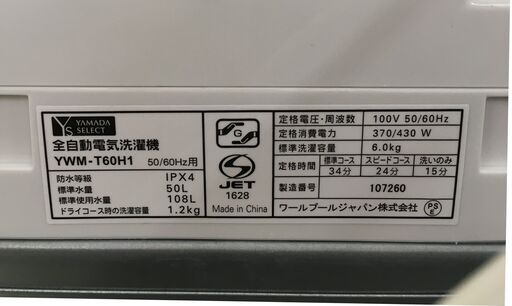 YS YAMADA SELECT
全自動電気洗濯機
YWM-T60H1 50/60Hz用
防水等級 IPX4
標準水量 50L
標準使用水量 108L
ドライコース時の洗濯容量 1.2kg
G
S
JET
1628
Made in China
定格電圧・周波数 100V 50/60Hz
定格消費電力 370/430 W
標準洗濯容量 6.0kg
定格時間 標準コース スピードコース 洗いのみ
34分 24分 15分
製造番号 107260
ワールプールジャパン株式会社 PSE